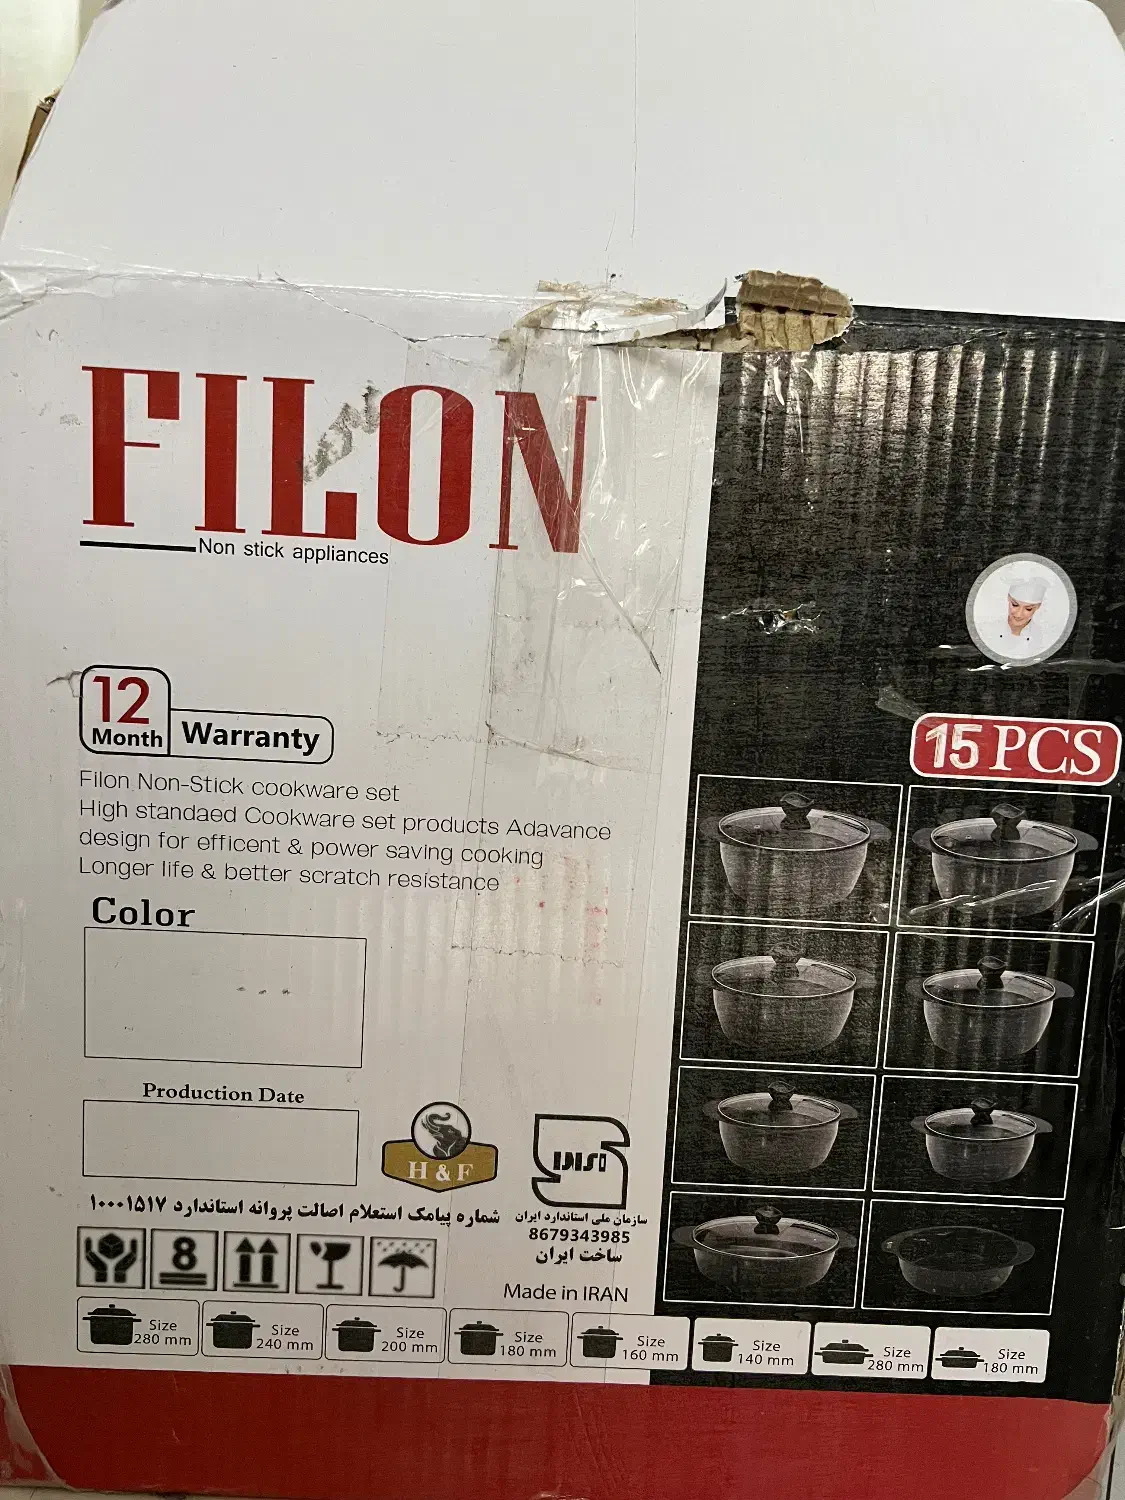 FILON
Non stick appliances
12
Month
Warranty
Filon Non-Stick cookware set
High standaed Cookware set products Adavance
design for efficent & power saving cooking
Longer life & better scratch resistance
Color
Production Date
H & F
شماره پیامک استعلام اصالت پروانه استاندارد ۱۰۰۰۱۵۱۷
سازمان ملی استاندارد ایران
8679343985
ساخت ایران
8
Made in IRAN
15 PCS
Size
280 mm
Size
240 mm
Size
200 mm
Size
180 mm
Size
160 mm
Size
140 mm
Size
280 mm
Size
180 mm